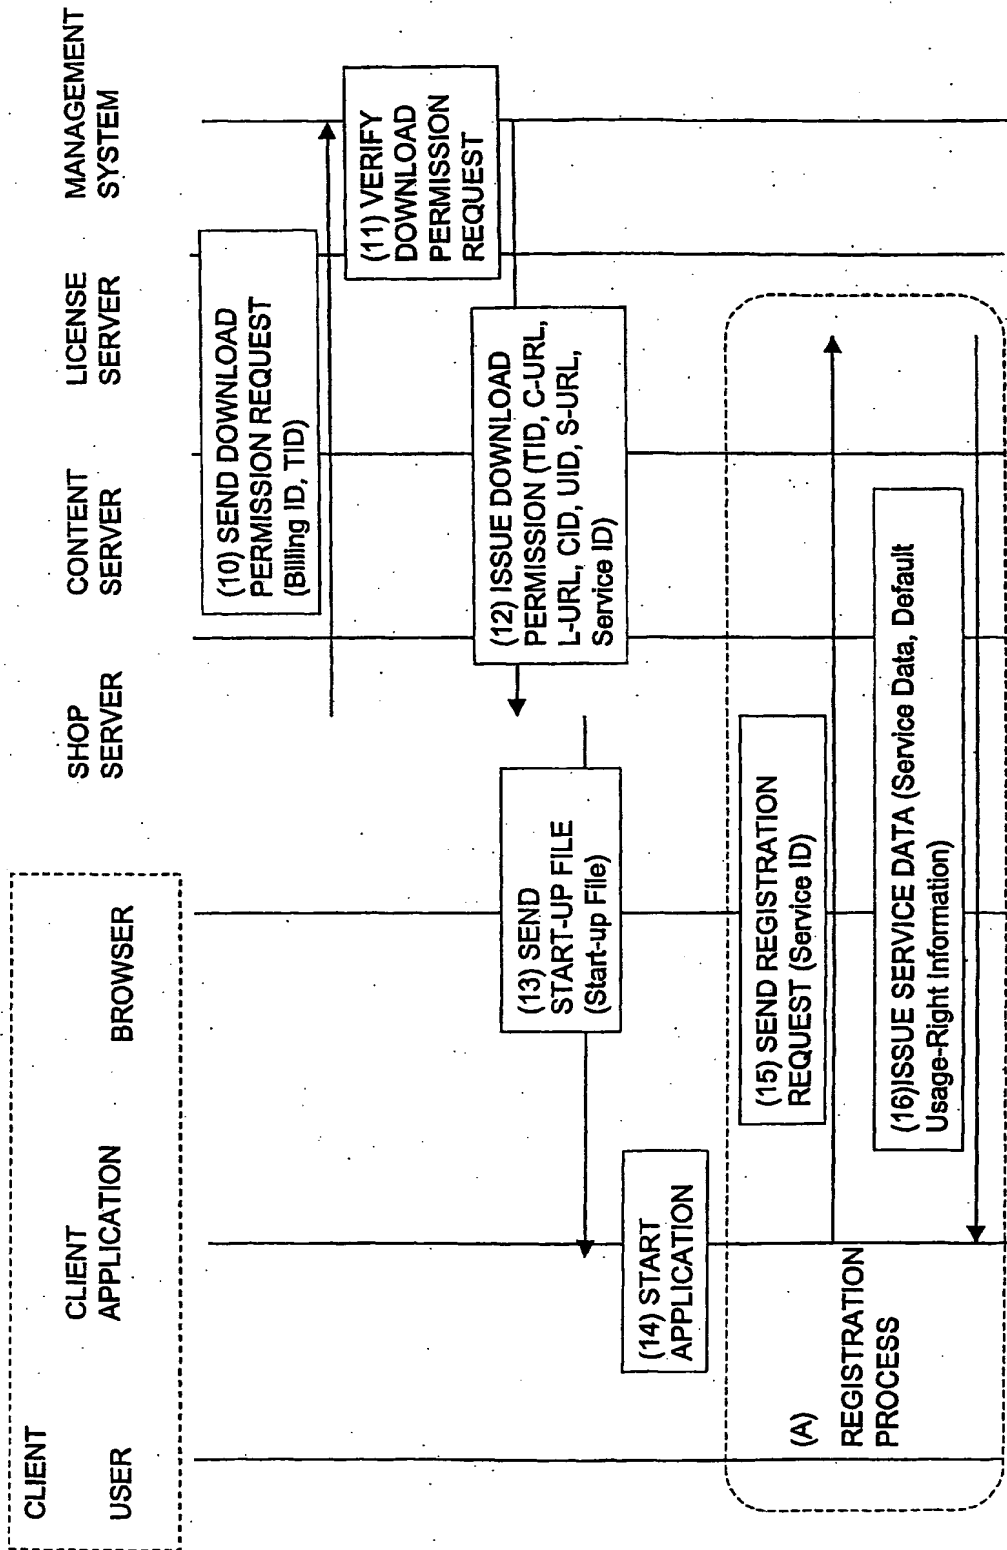 CLIENT
USER
CLIENT
APPLICATION
BROWSER
SHOP
SERVER
CONTENT
SERVER
LICENSE
SERVER
MANAGEMENT
SYSTEM
(10) SEND DOWNLOAD
PERMISSION REQUEST
(Billing ID, TID)
(11) VERIFY
DOWNLOAD
PERMISSION
REQUEST
(12) ISSUE DOWNLOAD
PERMISSION (TID, C-URL,
L-URL, CID, UID, S-URL,
Service ID)
(13) SEND
START-UP FILE
(Start-up File)
(14) START
APPLICATION
(A)
REGISTRATION
PROCESS
(15) SEND REGISTRATION
REQUEST (Service ID)
(16)ISSUE SERVICE DATA (Service Data, Default
Usage-Right Information)